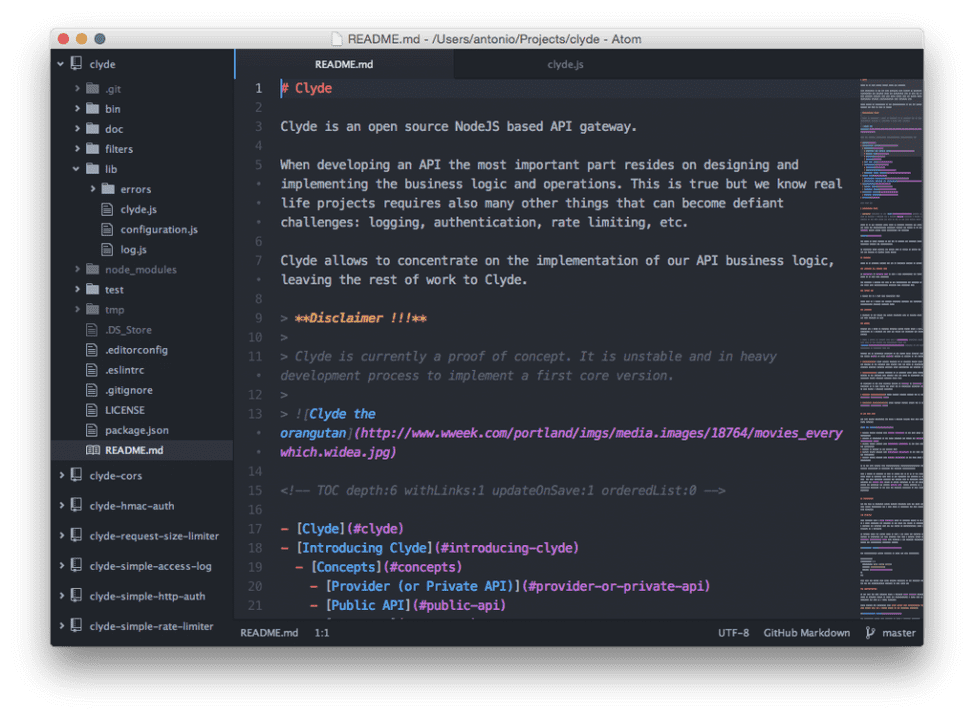 README.md - /Users/antonio/Projects/clyde - Atom
clyde
.git
bin
doc
filters
lib
errors
clyde.js
configuration.js
log.js
node_modules
test
tmp
.DS_Store
.editorconfig
.eslintrc
.gitignore
LICENSE
package.json
README.md
clyde-cors
clyde-hmac-auth
clyde-request-size-limiter
clyde-simple-access-log
clyde-simple-http-auth
clyde-simple-rate-limiter
README.md clyde.js
1 # Clyde
2
3 Clyde is an open source NodeJS based API gateway.
4
5 When developing an API the most important part resides on designing and
• implementing the business logic and operations. This is true but we know real
• life projects requires also many other things that can become defiant
• challenges: logging, authentication, rate limiting, etc.
6
7 Clyde allows to concentrate on the implementation of our API business logic,
• leaving the rest of work to Clyde.
8
9 > **Disclaimer !!!**
10 >
11 > Clyde is currently a proof of concept. It is unstable and in heavy
• development process to implement a first core version.
12 >
13 > ![Clyde the
• orangutan](http://www.wweek.com/portland/imgs/media.images/18764/movies_every
• which.widea.jpg)
14
15 <!-- TOC depth:6 withLinks:1 updateOnSave:1 orderedList:0 -->
16
17 - [Clyde](#clyde)
18 - [Introducing Clyde](#introducing-clyde)
19 - [Concepts](#concepts)
20 - [Provider (or Private API)](#provider-or-private-api)
21 - [Public API](#public-api)
README.md 1:1 UTF-8 GitHub Markdown master